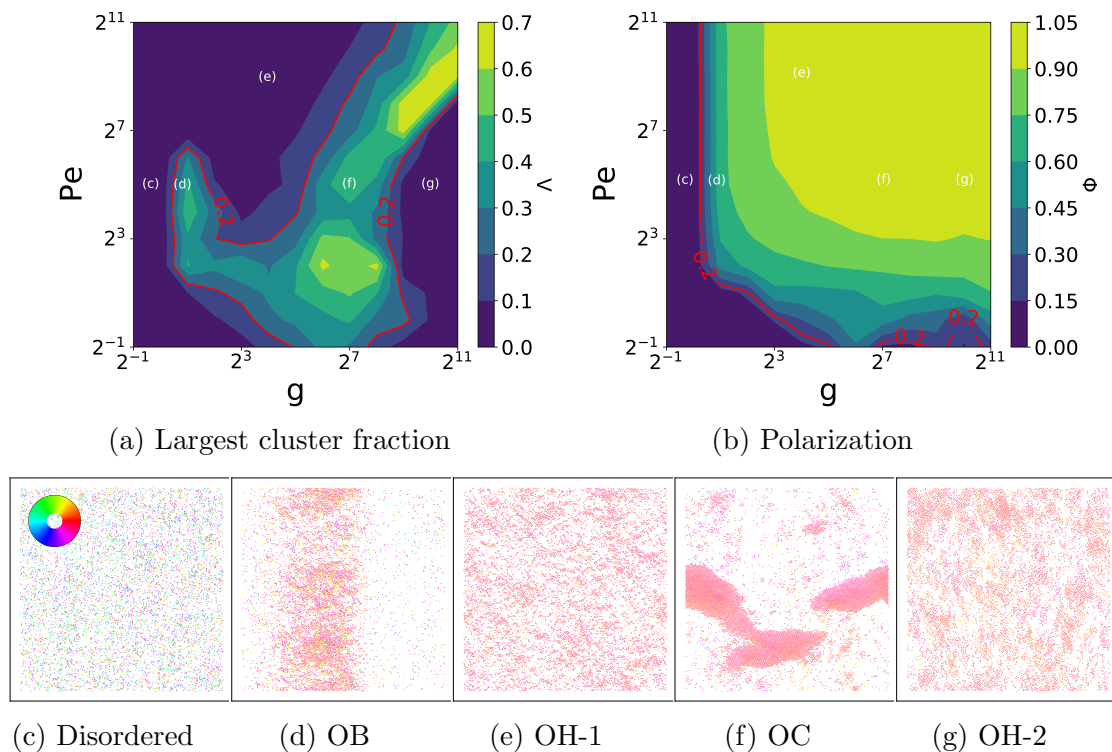 2^11
2^7
2^3
2^-1
Pe
2^-1
2^3
2^7
2^11
g
(c)
(d)
(e)
(f)
(g)
0.2
0.2
0.7
0.6
0.5
0.4
0.3
0.2
0.1
0.0
Λ
(a) Largest cluster fraction
2^11
2^7
2^3
2^-1
Pe
2^-1
2^3
2^7
2^11
g
(c)
(d)
(e)
(f)
(g)
0.2
0.2
0.2
1.05
0.90
0.75
0.60
0.45
0.30
0.15
0.00
Φ
(b) Polarization
(c) Disordered
(d) OB
(e) OH-1
(f) OC
(g) OH-2